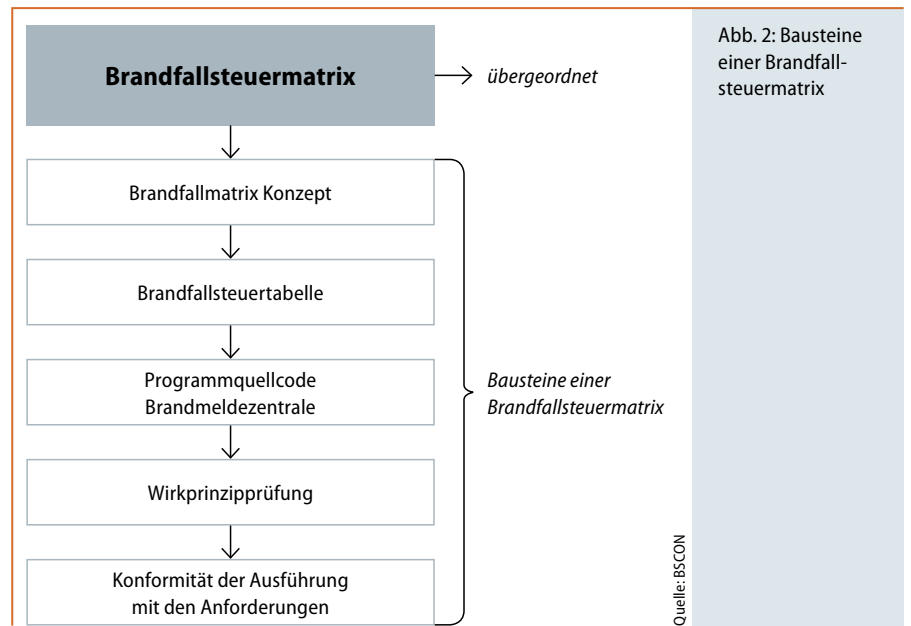 Brandfallsteuermatrix
übergeordnet
Abb. 2: Bausteine
einer Brandfall-
steuermatrix
Brandfallmatrix Konzept
Brandfallsteuertabelle
Programmquellcode
Brandmeldezentrale
Bausteine einer
Brandfallsteuermatrix
Wirkprinzipprüfung
Konformität der Ausführung
mit den Anforderungen
Quelle: BSCON